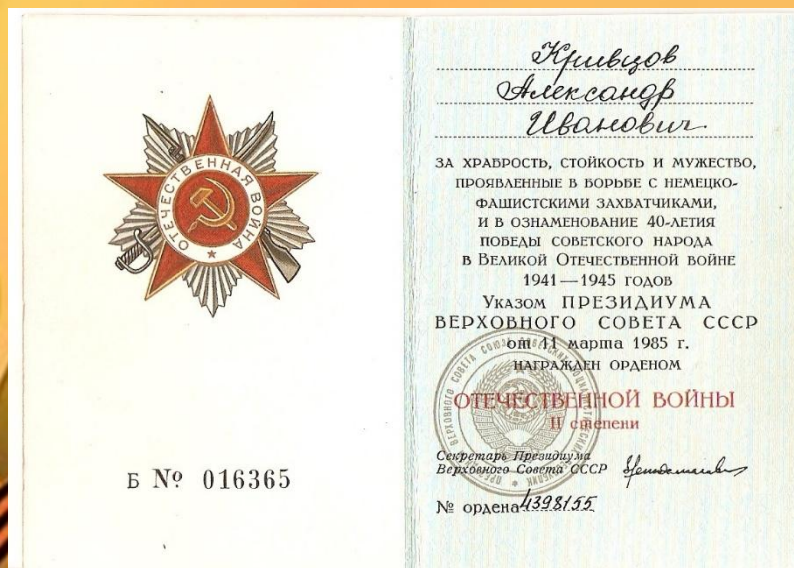 ОТЕЧЕСТВЕННАЯ ВОЙНА
Б № 016365
Кривцов
Александр
Иванович
ЗА ХРАБРОСТЬ, СТОЙКОСТЬ И МУЖЕСТВО,
ПРОЯВЛЕННЫЕ В БОРЬБЕ С НЕМЕЦКО-
ФАШИСТСКИМИ ЗАХВАТЧИКАМИ,
И В ОЗНАМЕНОВАНИЕ 40-ЛЕТИЯ
ПОБЕДЫ СОВЕТСКОГО НАРОДА
В ВЕЛИКОЙ ОТЕЧЕСТВЕННОЙ ВОЙНЕ
1941—1945 ГОДОВ
УКАЗОМ ПРЕЗИДИУМА
ВЕРХОВНОГО СОВЕТА СССР
от 11 марта 1985 г.
НАГРАЖДЕН ОРДЕНОМ
ОТЕЧЕСТВЕННОЙ ВОЙНЫ
II степени
Секретарь Президиума
Верховного Совета СССР
№ ордена 4398155